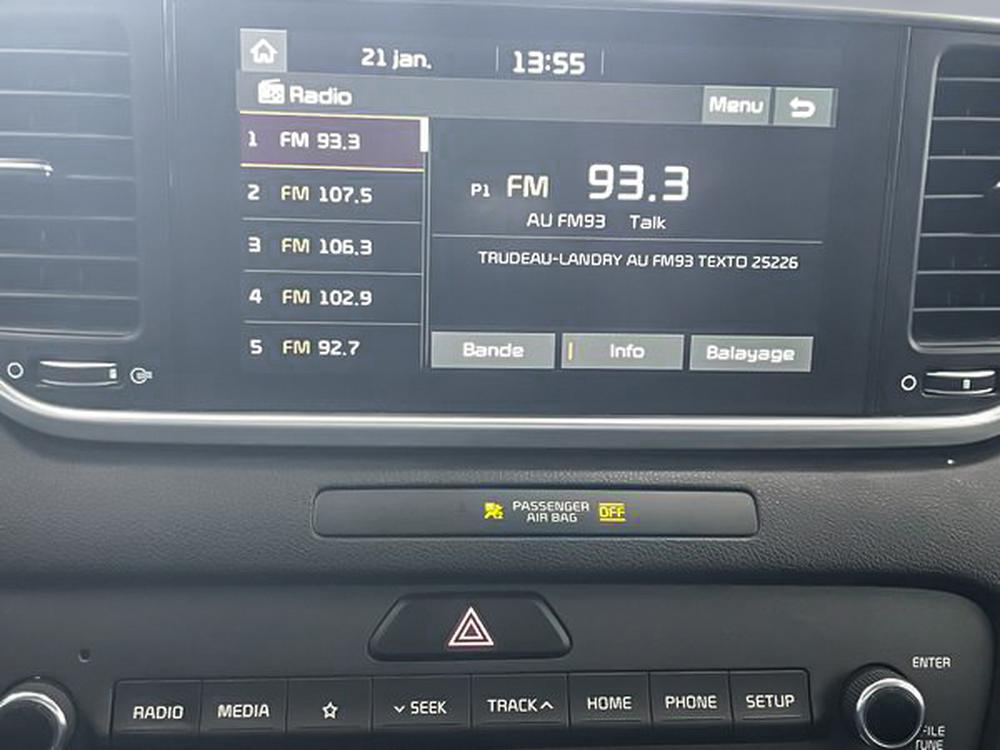 21 jan. 13:55
Radio
Menu
1 FM 93.3
2 FM 107.5
3 FM 106.3
4 FM 102.9
5 FM 92.7
P1 FM 93.3
AU FM93 Talk
TRUDEAU-LANDRY AU FM93 TEXTO 25226
Bande Info Balayage
PASSENGER
AIR BAG OFF
ENTER
RADIO MEDIA SEEK TRACK HOME PHONE SETUP
FILE
TUNE